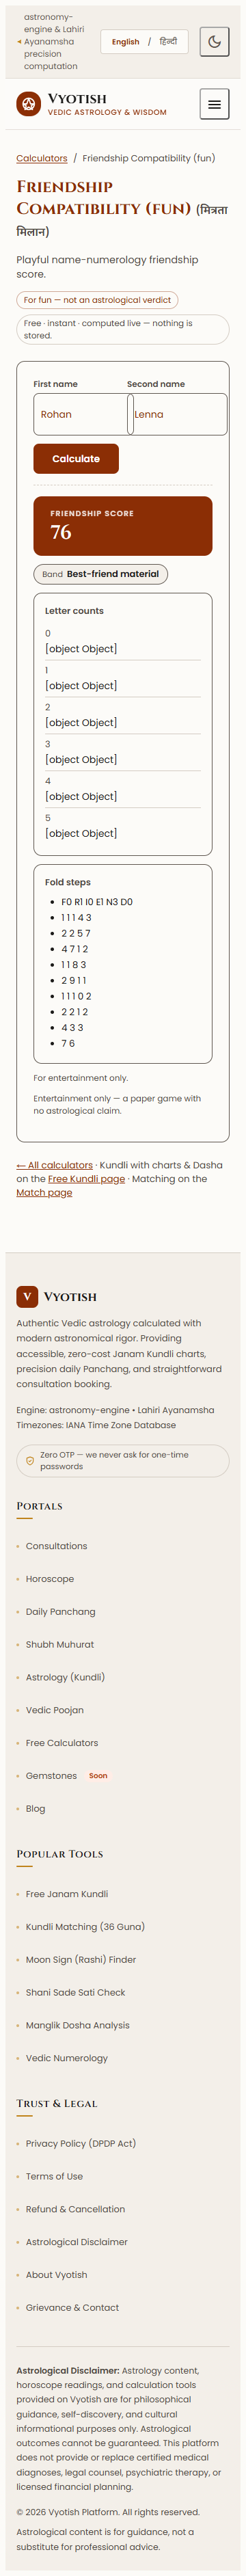 astronomy-
engine & Lahiri
Ayanamsha
precision
computation
English / हिन्दी
Vyotish
VEDIC ASTROLOGY & WISDOM
Calculators / Friendship Compatibility (fun)
Friendship
Compatibility (fun) (मित्रता
मिलान)
Playful name-numerology friendship
score.
For fun — not an astrological verdict
Free · instant · computed live — nothing is
stored.
First name
Second name
Rohan
Lenna
Calculate
FRIENDSHIP SCORE
76
Band Best-friend material
Letter counts
0
[object Object]
1
[object Object]
2
[object Object]
3
[object Object]
4
[object Object]
5
[object Object]
Fold steps
F0 R1 I0 E1 N3 D0
1 1 1 4 3
2 2 5 7
4 7 1 2
1 1 8 3
2 9 1 1
1 1 1 0 2
2 2 1 2
4 3 3
7 6
For entertainment only.
Entertainment only — a paper game with
no astrological claim.
← All calculators · Kundli with charts & Dasha
on the Free Kundli page · Matching on the
Match page
V Vyotish
Authentic Vedic astrology calculated with
modern astronomical rigor. Providing
accessible, zero-cost Janam Kundli charts,
precision daily Panchang, and straightforward
consultation booking.
Engine: astronomy-engine • Lahiri Ayanamsa
Timezones: IANA Time Zone Database
Zero OTP — we never ask for one-time
passwords
Portals
Consultations
Horoscope
Daily Panchang
Shubh Muhurat
Astrology (Kundli)
Vedic Poojan
Free Calculators
Gemstones Soon
Blog
Popular Tools
Free Janam Kundli
Kundli Matching (36 Guna)
Moon Sign (Rashi) Finder
Shani Sade Sati Check
Manglik Dosha Analysis
Vedic Numerology
Trust & Legal
Privacy Policy (DPDP Act)
Terms of Use
Refund & Cancellation
Astrological Disclaimer
About Vyotish
Grievance & Contact
Astrological Disclaimer: Astrology content,
horoscope readings, and calculation tools
provided on Vyotish are for philosophical
guidance, self-discovery, and cultural
informational purposes only. Astrological
outcomes cannot be guaranteed. This platform
does not provide or replace certified medical
diagnoses, legal counsel, psychiatric therapy, or
licensed financial planning.
© 2026 Vyotish Platform. All rights reserved.
Astrological content is for guidance, not a
substitute for professional advice.